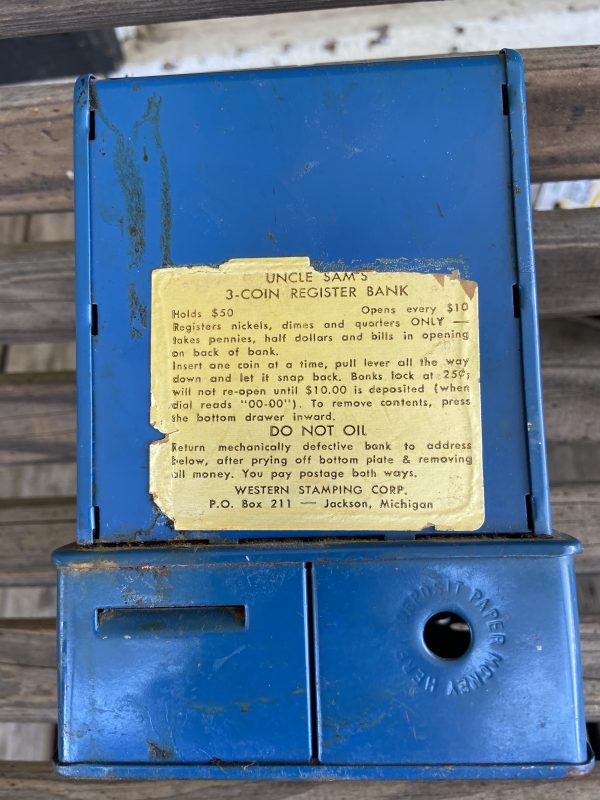 UNCLE SAM'S
3-COIN REGISTER BANK
Holds $50 Opens every $10
Registers nickels, dimes and quarters ONLY —
takes pennies, half dollars and bills in opening
on back of bank.
Insert one coin at a time, pull lever all the way
down and let it snap back. Banks lock at 25¢;
will not re-open until $10.00 is deposited (when
dial reads "00-00"). To remove contents, press
the bottom drawer inward.
DO NOT OIL
Return mechanically defective bank to address
below, after prying off bottom plate & removing
all money. You pay postage both ways.
WESTERN STAMPING CORP.
P.O. Box 211 — Jackson, Michigan
DEPOSIT PAPER MONEY HERE